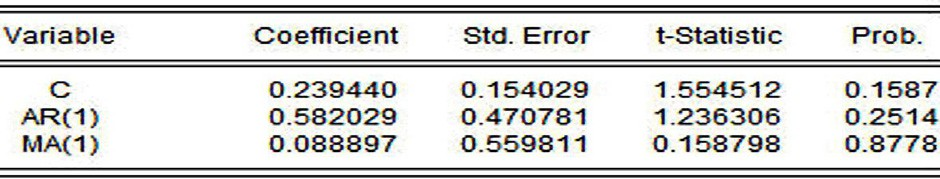 Variable Coefficient Std. Error t-Statistic Prob.
C 0.239440 0.154029 1.554512 0.1587
AR(1) 0.582029 0.470781 1.236306 0.2514
MA(1) 0.088897 0.559811 0.158798 0.8778